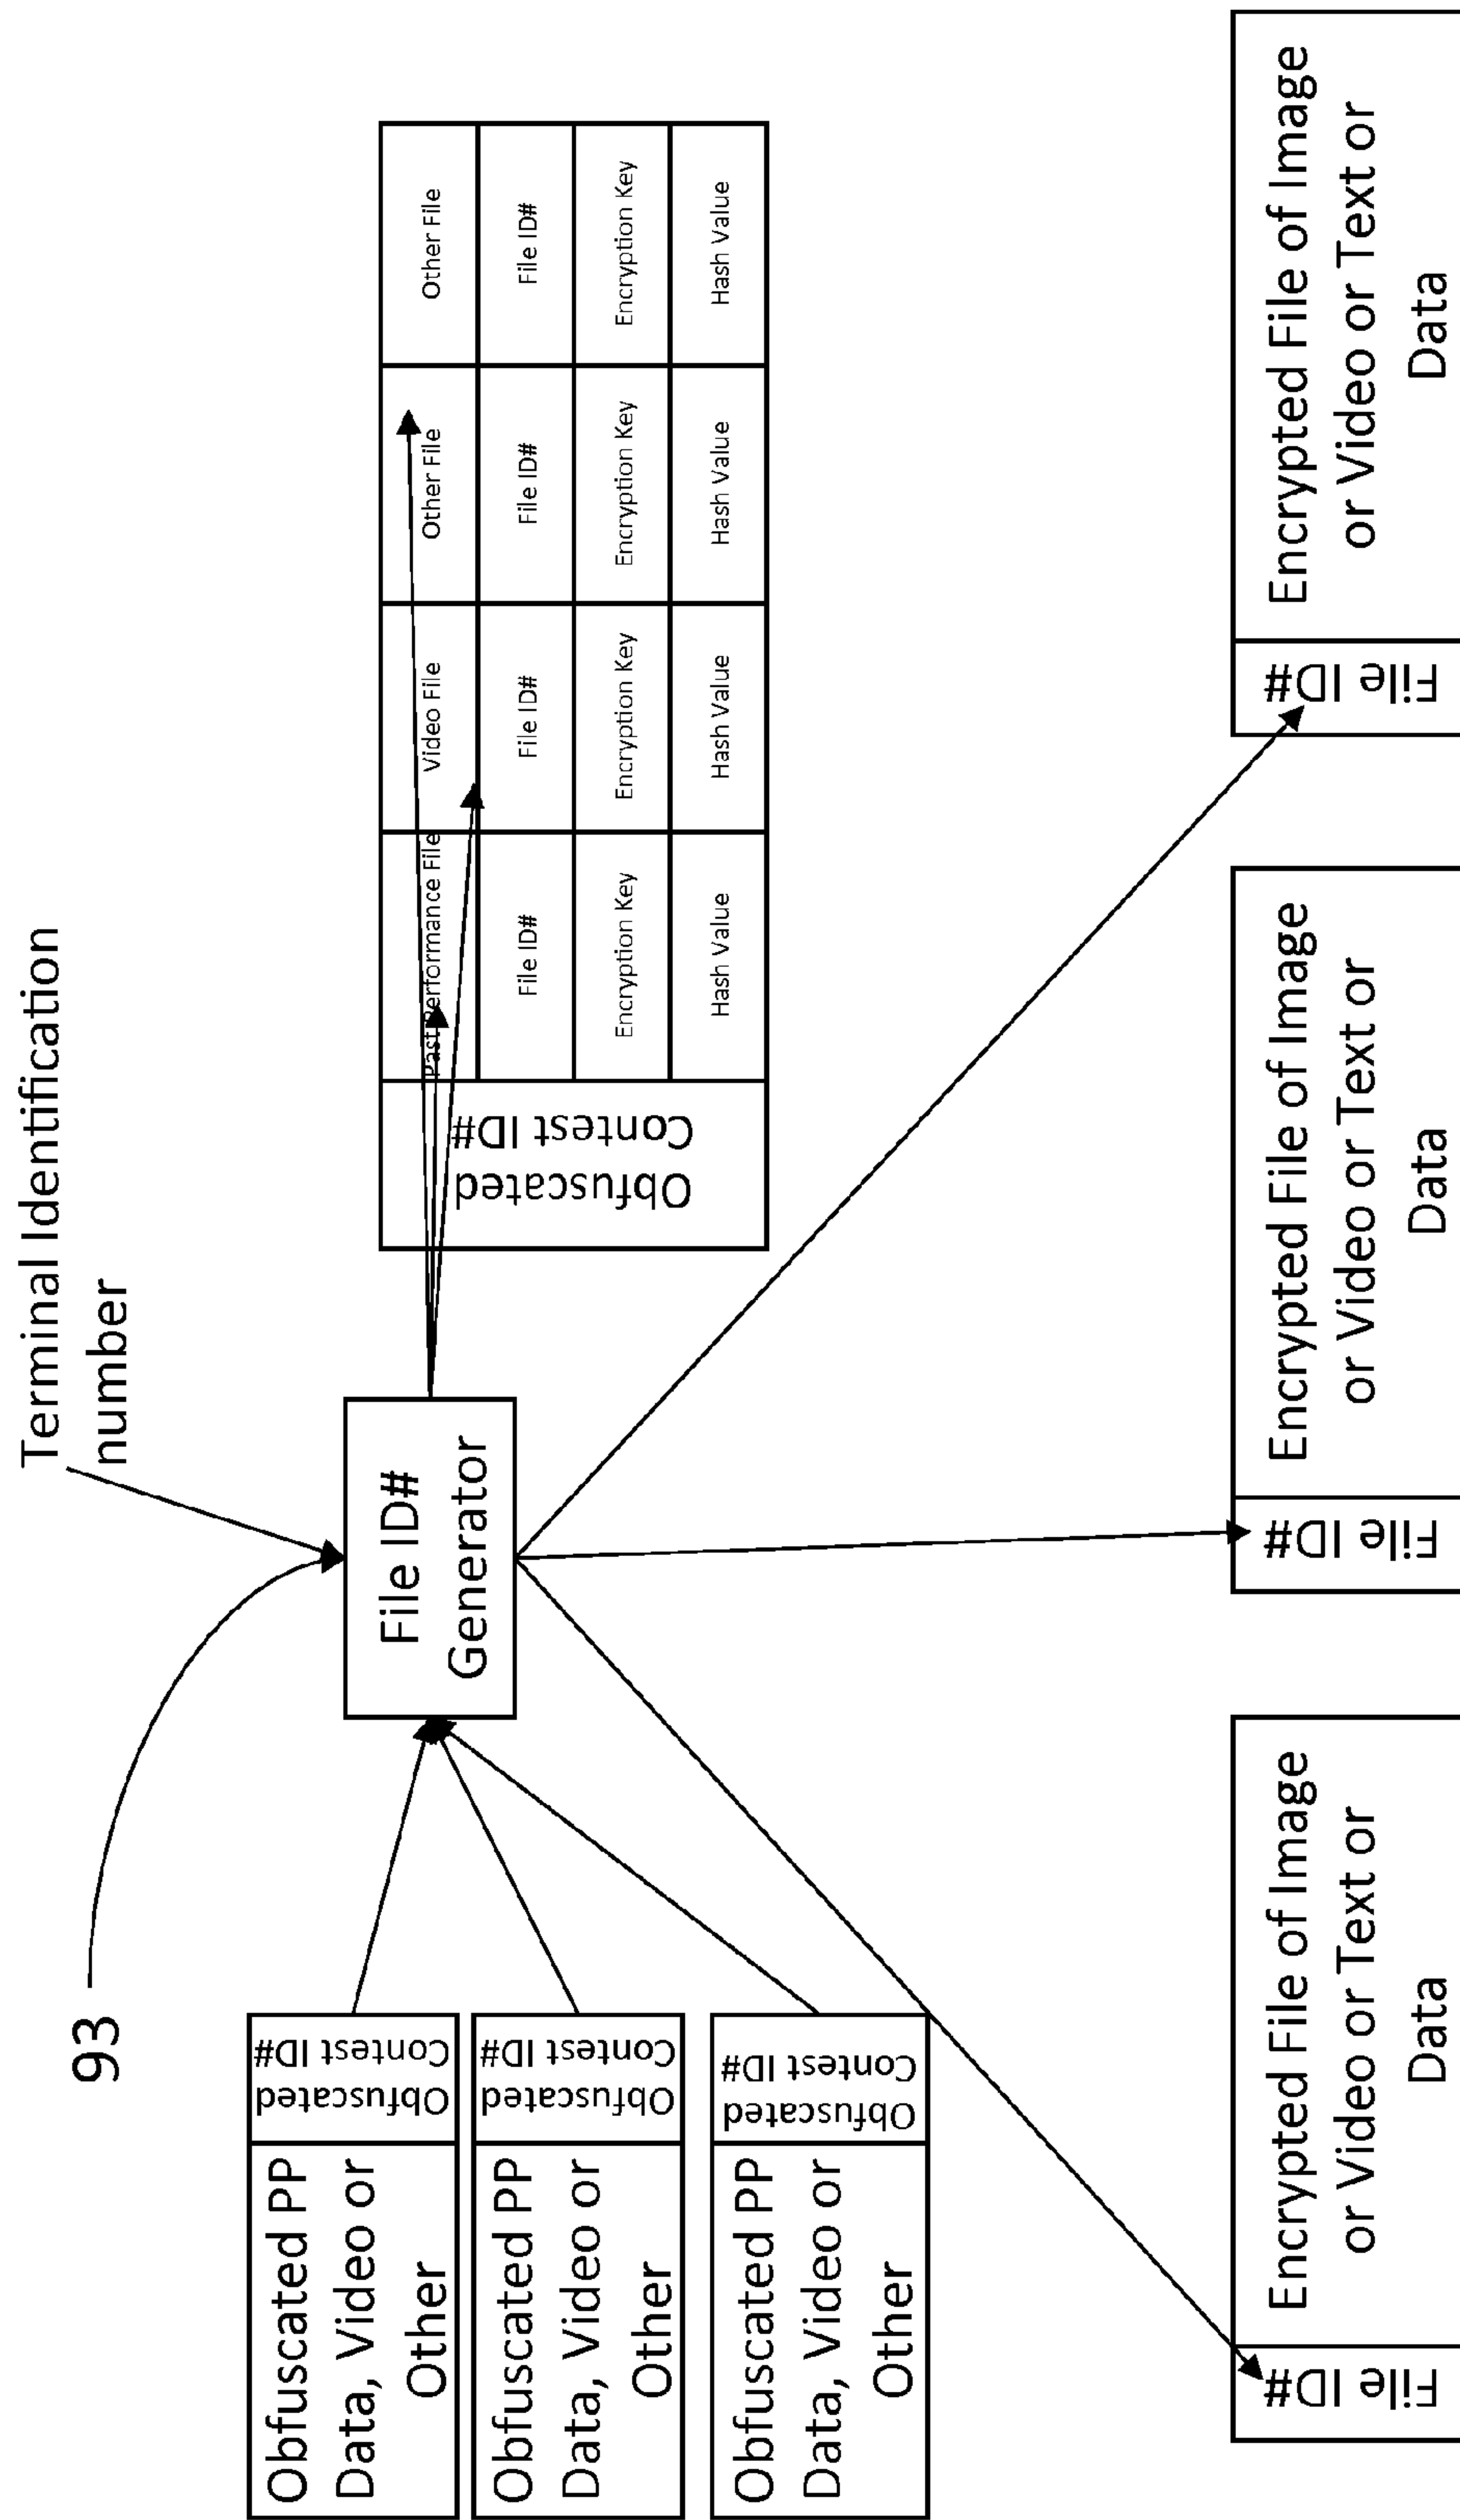 Terminal Identification
number
93
File ID#
Generator
Obfuscated PP
Data, Video or
Other
Obfuscated
Contest ID#
Obfuscated PP
Data, Video or
Other
Obfuscated
Contest ID#
Obfuscated PP
Data, Video or
Other
Obfuscated
Contest ID#
Obfuscated
Contest ID#
Past Performance File
Video File
Other File
Other File
File ID#
File ID#
File ID#
File ID#
Encryption Key
Encryption Key
Encryption Key
Encryption Key
Hash Value
Hash Value
Hash Value
Hash Value
File ID#
Encrypted File of Image
or Video or Text or
Data
File ID#
Encrypted File of Image
or Video or Text or
Data
File ID#
Encrypted File of Image
or Video or Text or
Data